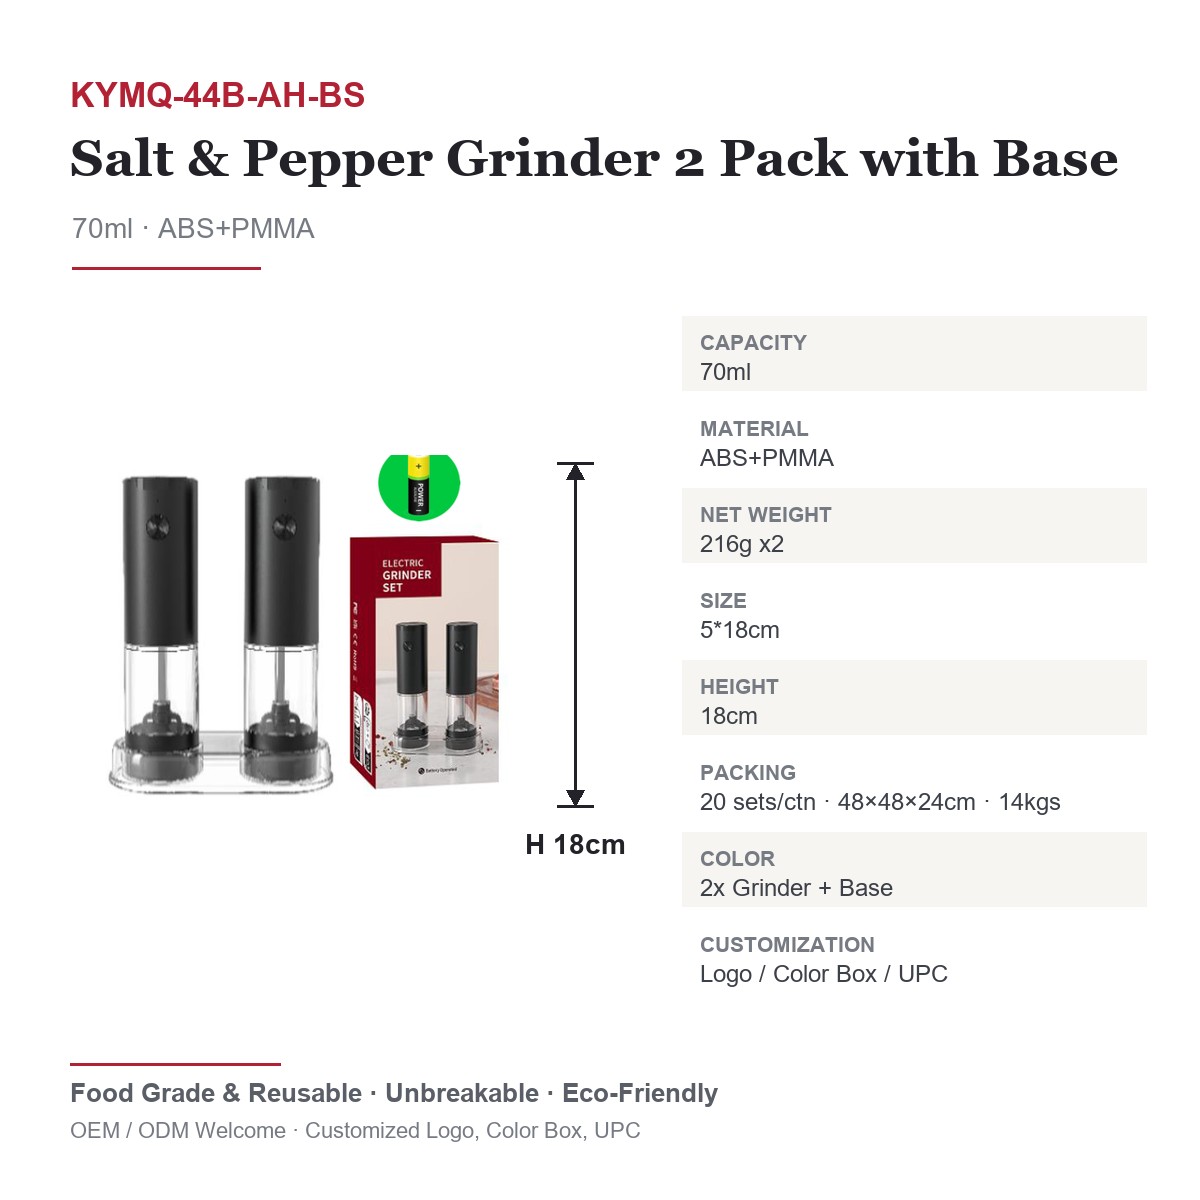 KYMQ-44B-AH-BS
Salt & Pepper Grinder 2 Pack with Base
70ml · ABS+PMMA
+
POWER
ELECTRIC
GRINDER
SET
Battery Operated
H 18cm
CAPACITY
70ml
MATERIAL
ABS+PMMA
NET WEIGHT
216g x2
SIZE
5*18cm
HEIGHT
18cm
PACKING
20 sets/ctn · 48×48×24cm · 14kgs
COLOR
2x Grinder + Base
CUSTOMIZATION
Logo / Color Box / UPC
Food Grade & Reusable · Unbreakable · Eco-Friendly
OEM / ODM Welcome · Customized Logo, Color Box, UPC